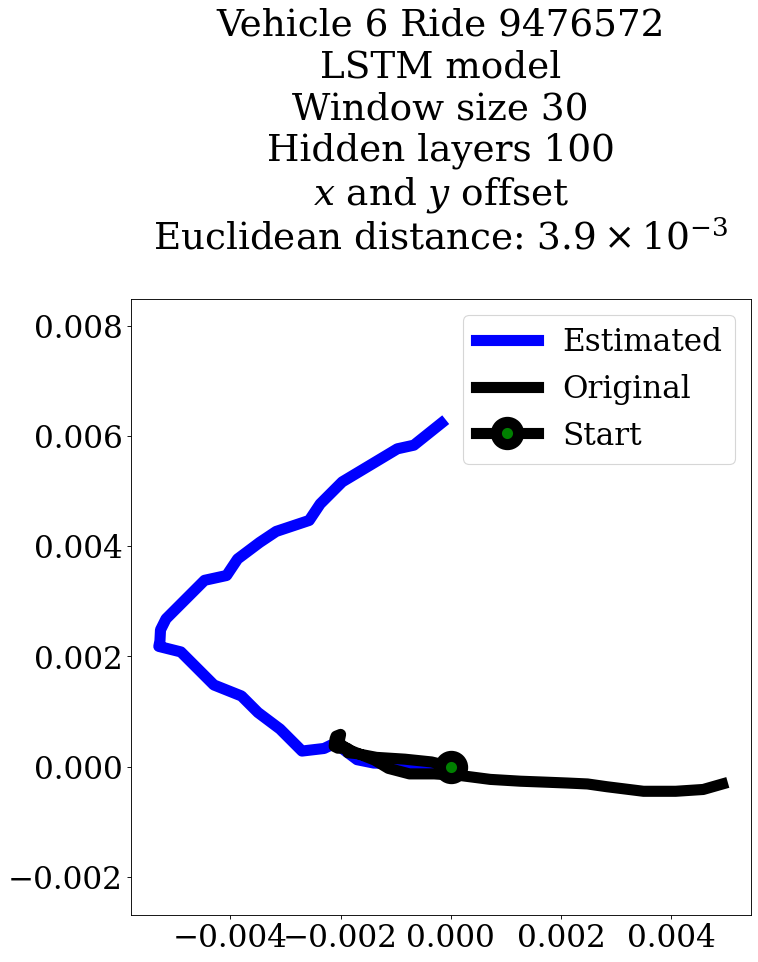 Vehicle 6 Ride 9476572
LSTM model
Window size 30
Hidden layers 100
x and y offset
Euclidean distance: 3.9 × 10⁻³
Estimated
Original
Start
0.008
0.006
0.004
0.002
0.000
−0.002
−0.004 −0.002 0.000 0.002 0.004